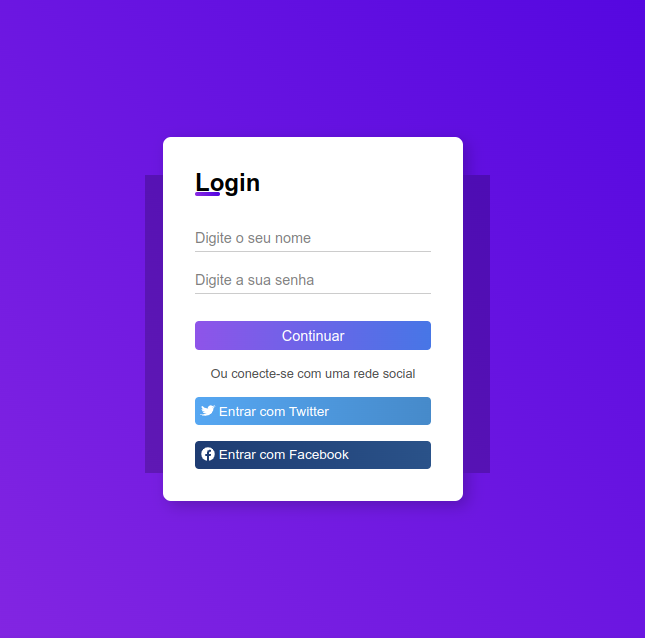 Login
Digite o seu nome
Digite a sua senha
Continuar
Ou conecte-se com uma rede social
Entrar com Twitter
Entrar com Facebook